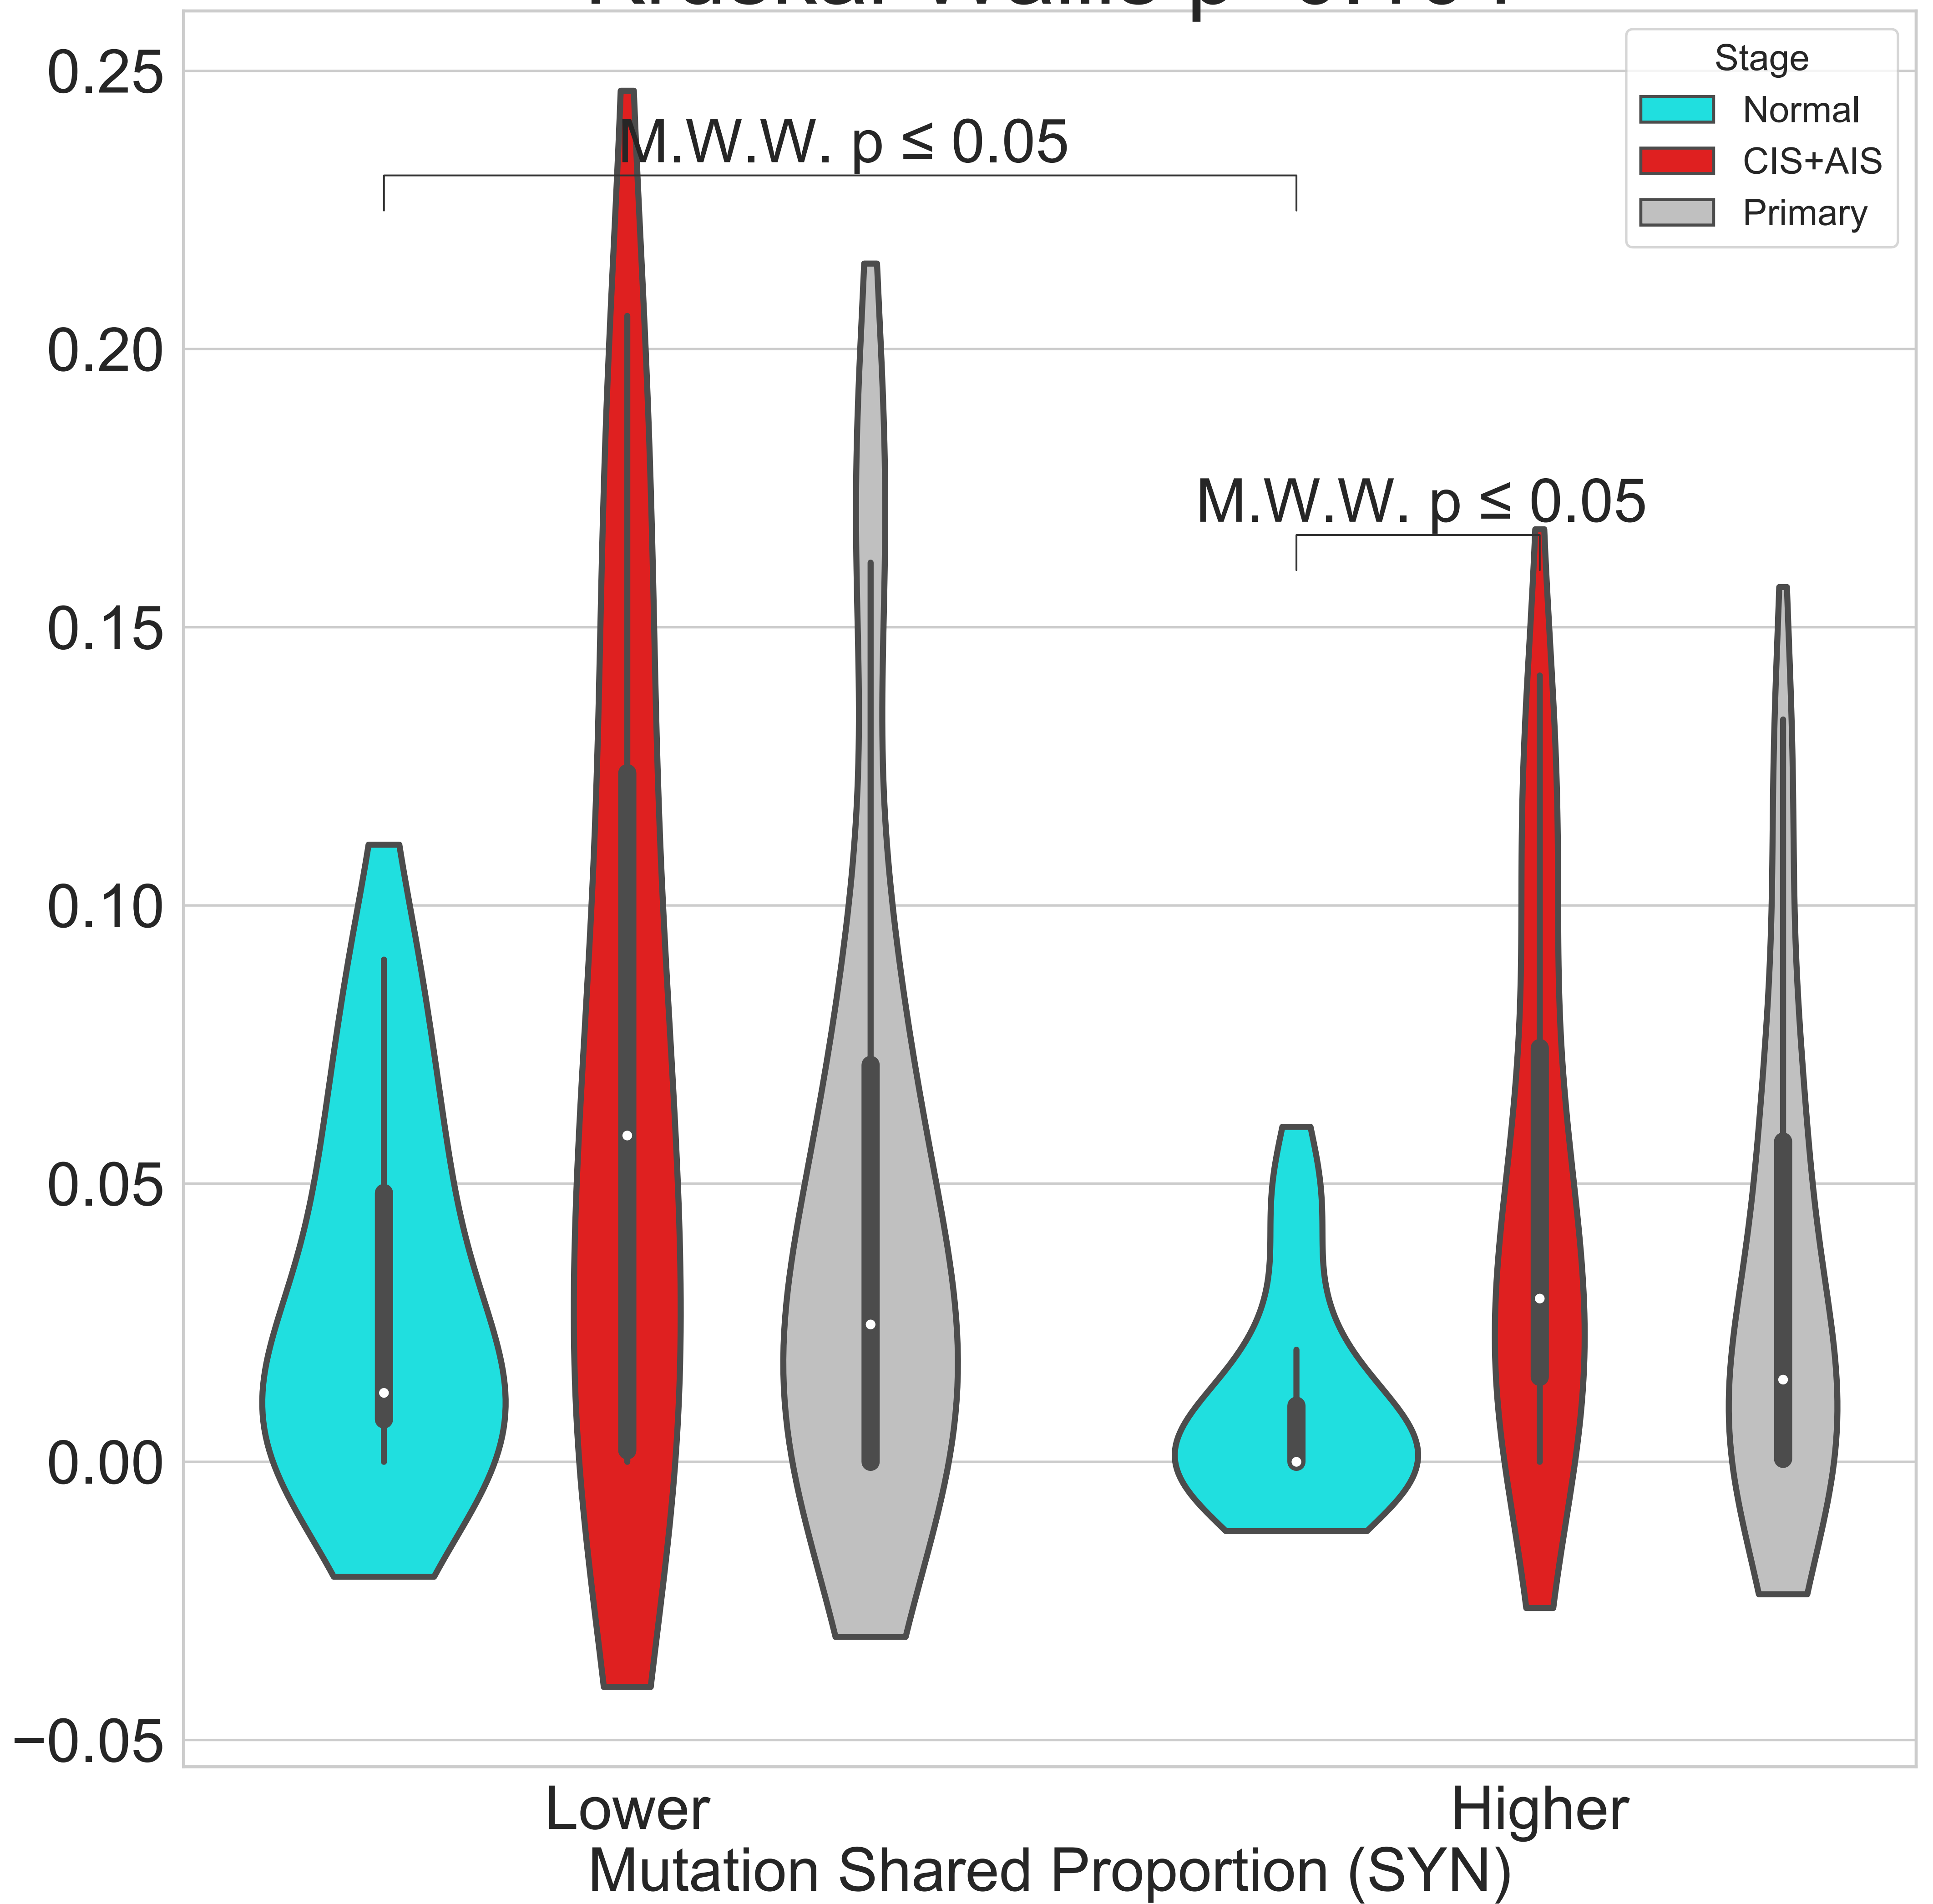 0.25
0.20
0.15
0.10
0.05
0.00
−0.05
M.W.W. p ≤ 0.05
M.W.W. p ≤ 0.05
Stage
Normal
CIS+AIS
Primary
Lower
Higher
Mutation Shared Proportion (SYN)